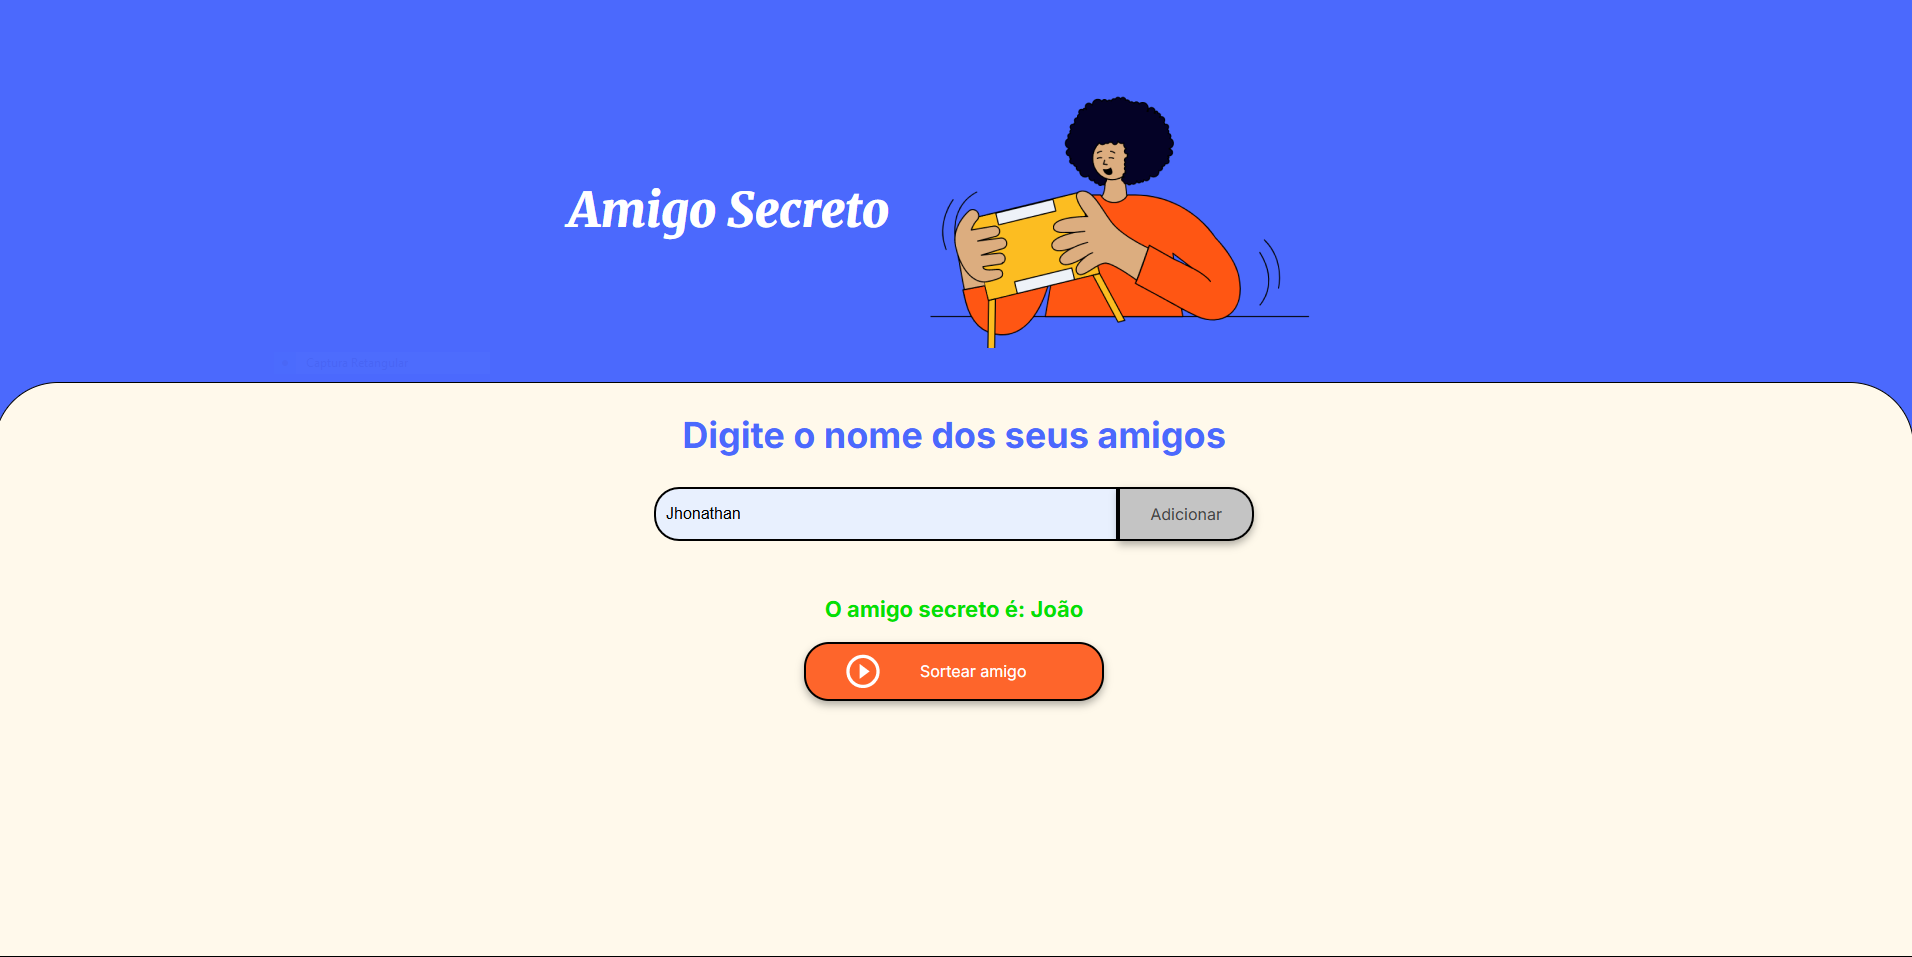 Amigo Secreto
Digite o nome dos seus amigos
Jhonathan
Adicionar
O amigo secreto é: João
Sortear amigo